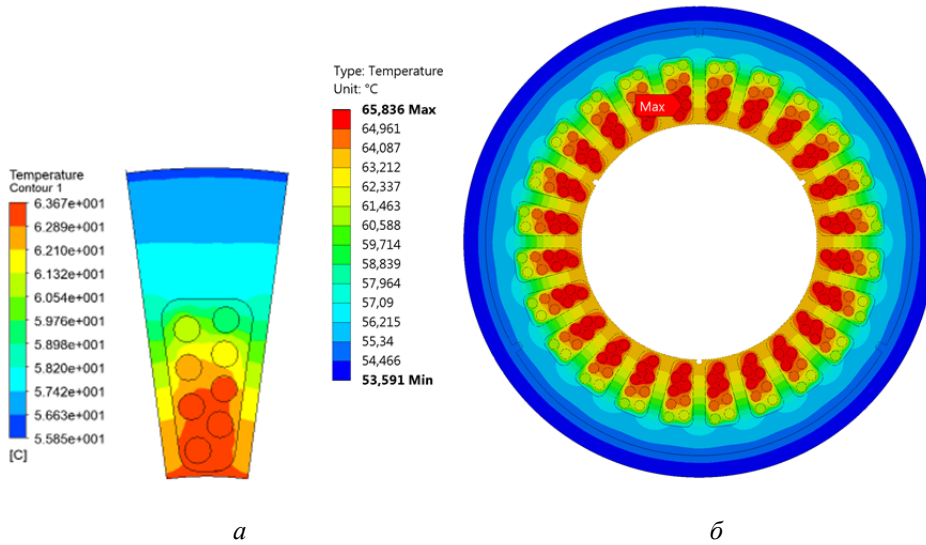 Temperature
Contour 1
6.367e+001
6.289e+001
6.210e+001
6.132e+001
6.054e+001
5.976e+001
5.898e+001
5.820e+001
5.742e+001
5.663e+001
5.585e+001
[C]
Type: Temperature
Unit: °C
65,836 Max
64,961
64,087
63,212
62,337
61,463
60,588
59,714
58,839
57,964
57,09
56,215
55,34
54,466
53,591 Min
Max
а
б